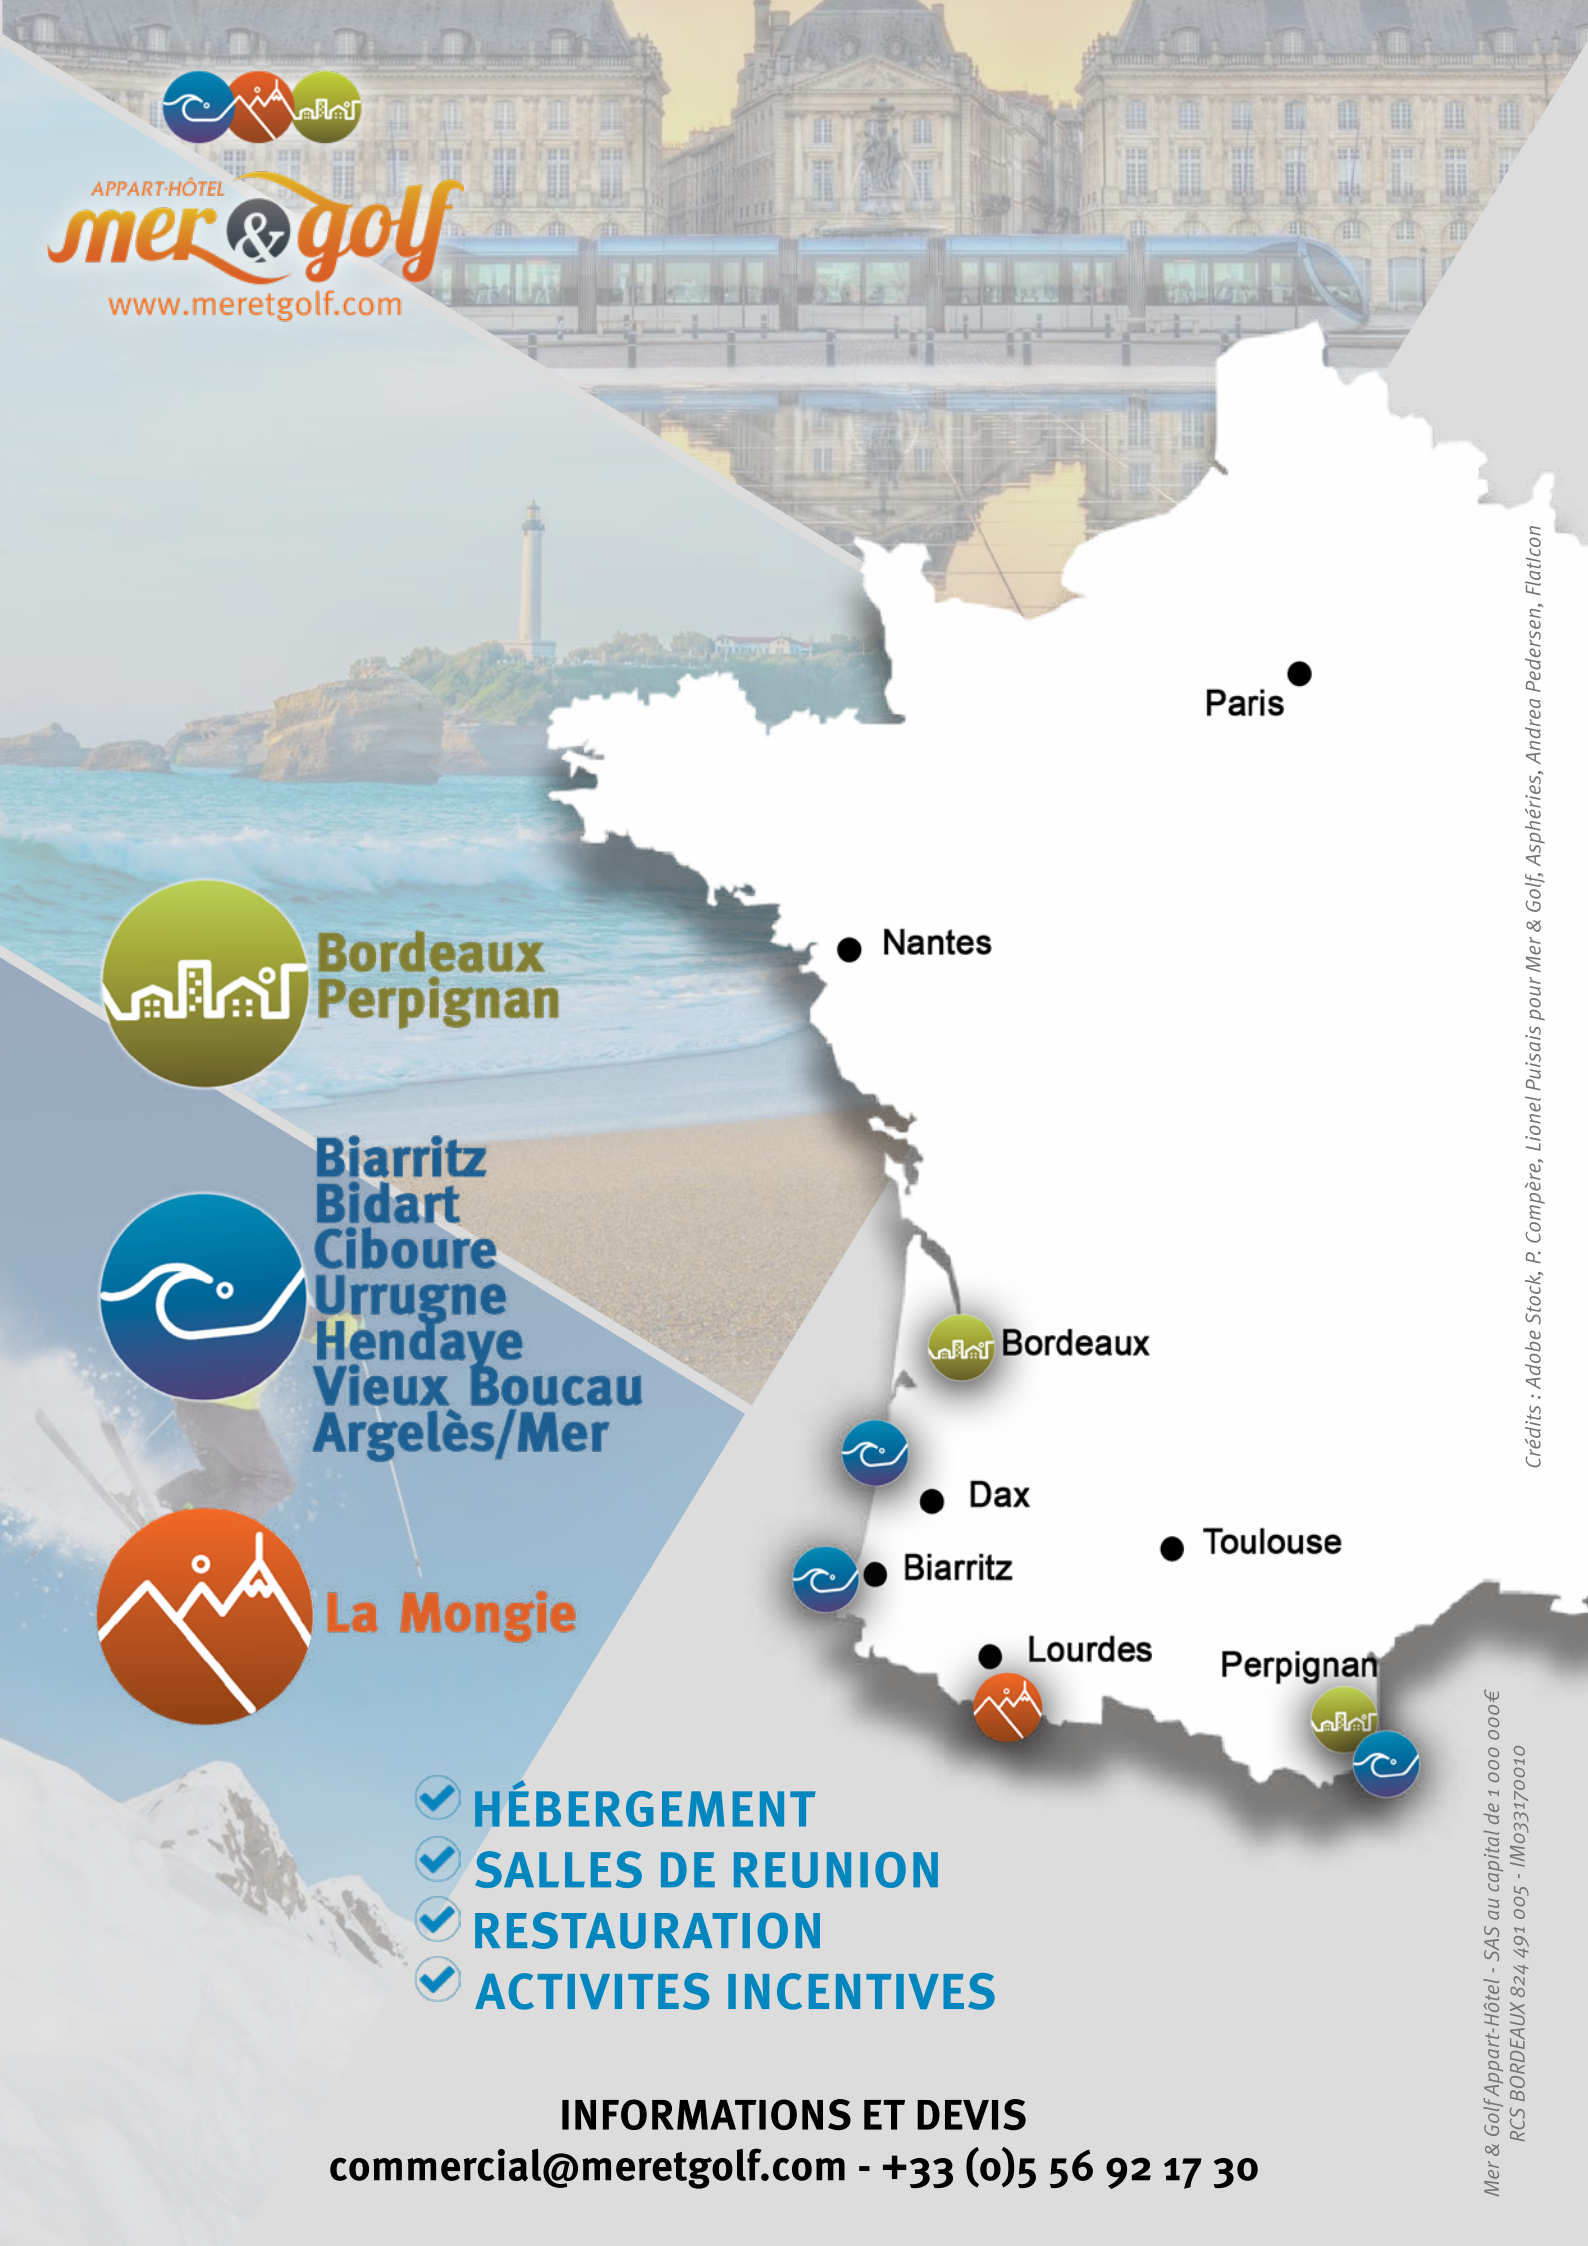 APPART-HÔTEL
mer & golf
www.meretgolf.com
Paris
Nantes
Bordeaux
Perpignan
Biarritz
Bidart
Ciboure
Urrugne
Hendaye
Vieux Boucau
Argelès/Mer
La Mongie
Bordeaux
Dax
Toulouse
Biarritz
Lourdes
Perpignan
HÉBERGEMENT
SALLES DE REUNION
RESTAURATION
ACTIVITES INCENTIVES
INFORMATIONS ET DEVIS
commercial@meretgolf.com - +33 (0)5 56 92 17 30
Crédits : Adobe Stock, P. Compère, Lionel Puisais pour Mer & Golf, Asphéries, Andrea Pedersen, FlatIcon
Mer & Golf Appart-Hôtel - SAS au capital de 1 000 000€
RCS BORDEAUX 824 491 005 - IM033170010